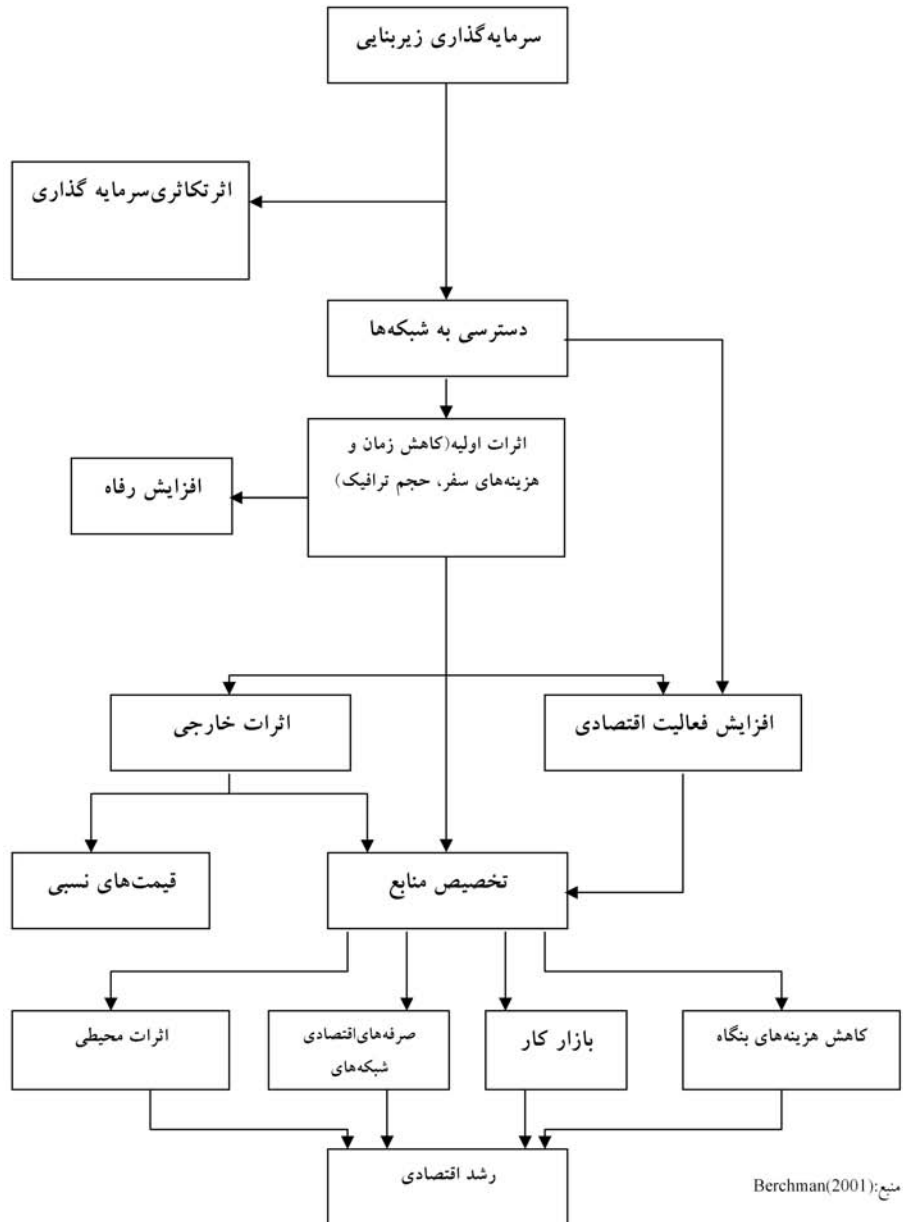 سرمایه‌گذاری زیربنایی
اثرتکاثری‌سرمایه گذاری
دسترسی به شبکه‌ها
اثرات اولیه(کاهش زمان و
هزینه‌های سفر، حجم ترافیک)
افزایش رفاه
افزایش فعالیت اقتصادی
اثرات خارجی
تخصیص منابع
قیمت‌های نسبی
کاهش هزینه‌های بنگاه
بازار کار
صرفه‌های‌اقتصادی
شبکه‌های
اثرات محیطی
رشد اقتصادی
منبع:Berchman(2001)